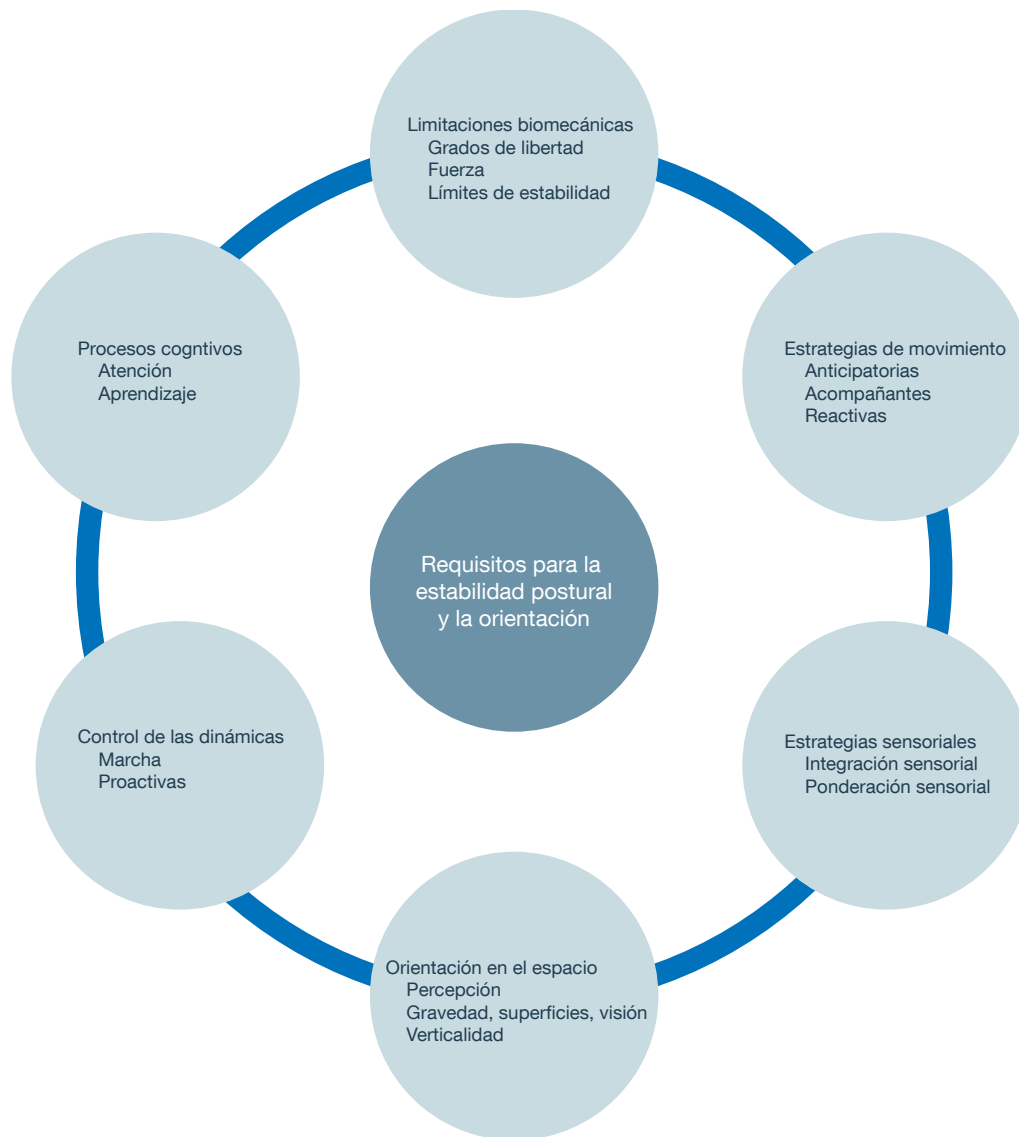 Limitaciones biomecánicas
Grados de libertad
Fuerza
Límites de estabilidad
Estrategias de movimiento
Anticipatorias
Acompañantes
Reactivas
Estrategias sensoriales
Integración sensorial
Ponderación sensorial
Orientación en el espacio
Percepción
Gravedad, superficies, visión
Verticalidad
Control de las dinámicas
Marcha
Proactivas
Procesos cogntivos
Atención
Aprendizaje
Requisitos para la
estabilidad postural
y la orientación